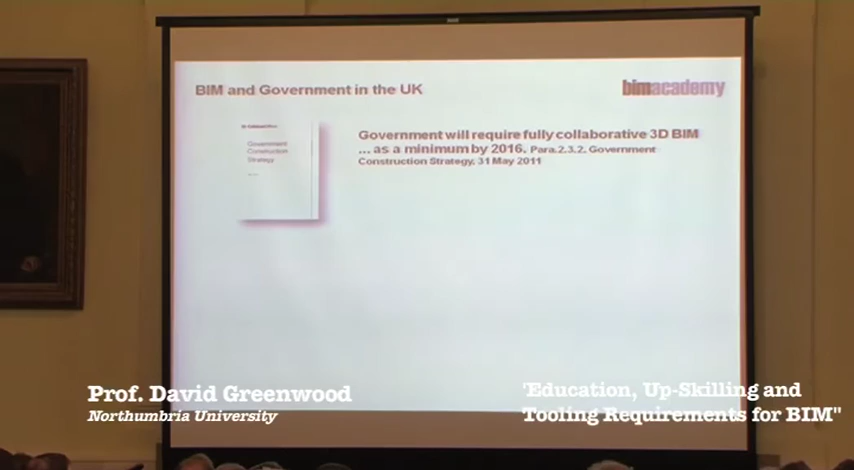 BIM and Government in the UK
bimacademy
Government
Construction
Strategy
Government will require fully collaborative 3D BIM
... as a minimum by 2016. Para.2.3.2. Government
Construction Strategy. 31 May 2011
Prof. David Greenwood
Northumbria University
'Education, Up-Skilling and
Tooling Requirements for BIM"